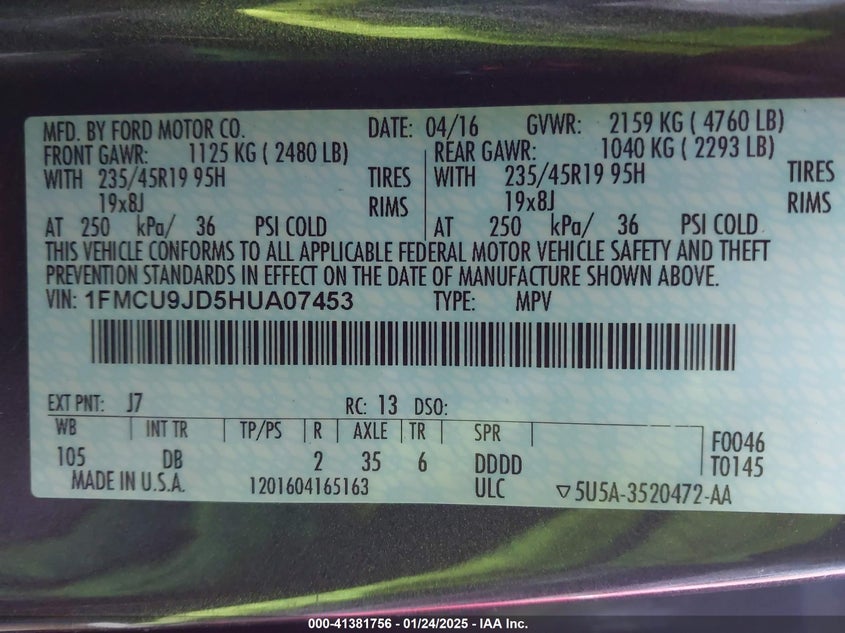 MFD. BY FORD MOTOR CO. DATE: 04/16 GVWR: 2159 KG ( 4760 LB)
FRONT GAWR: 1125 KG ( 2480 LB) REAR GAWR: 1040 KG ( 2293 LB)
WITH 235/45R19 95H TIRES WITH 235/45R19 95H TIRES
19x8J RIMS 19x8J RIMS
AT 250 kPa/ 36 PSI COLD AT 250 kPa/ 36 PSI COLD
THIS VEHICLE CONFORMS TO ALL APPLICABLE FEDERAL MOTOR VEHICLE SAFETY AND THEFT
PREVENTION STANDARDS IN EFFECT ON THE DATE OF MANUFACTURE SHOWN ABOVE.
VIN: 1FMCU9JD5HUA07453 TYPE: MPV
EXT PNT: J7 RC: 13 DSO:
WB INT TR TP/PS R AXLE TR SPR F0046
105 DB 2 35 6 DDDD T0145
MADE IN U.S.A. 1201604165163 ULC ▽5U5A-3520472-AA
000-41381756 - 01/24/2025 - IAA Inc.